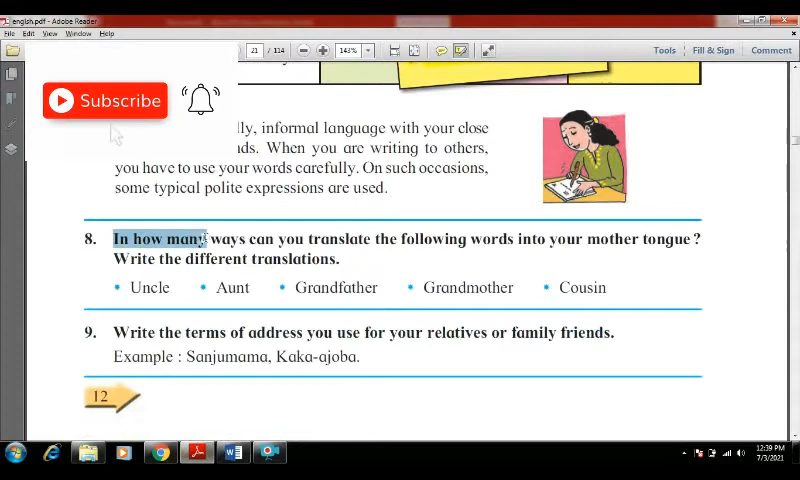 english.pdf - Adobe Reader
File Edit View Window Help
21 / 114 143% Tools Fill & Sign Comment
Subscribe
lly, informal language with your close
nds. When you are writing to others,
you have to use your words carefully. On such occasions,
some typical polite expressions are used.
8. In how many ways can you translate the following words into your mother tongue ?
Write the different translations.
• Uncle • Aunt • Grandfather • Grandmother • Cousin
9. Write the terms of address you use for your relatives or family friends.
Example : Sanjumama, Kaka-ajoba.
12
12:39 PM
7/3/2021